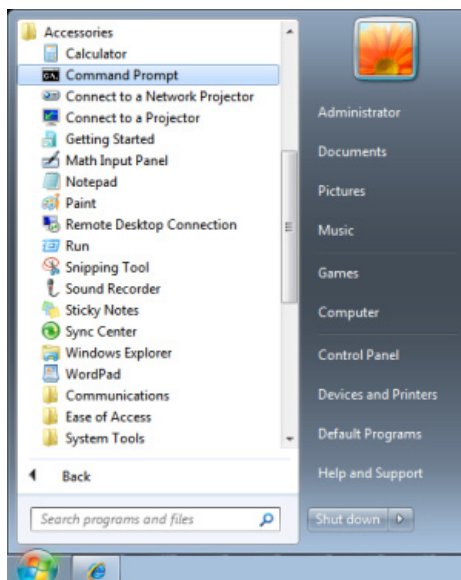 Accessories
Calculator
Command Prompt
Connect to a Network Projector
Connect to a Projector
Getting Started
Math Input Panel
Notepad
Paint
Remote Desktop Connection
Run
Snipping Tool
Sound Recorder
Sticky Notes
Sync Center
Windows Explorer
WordPad
Communications
Ease of Access
System Tools
Back
Search programs and files
Administrator
Documents
Pictures
Music
Games
Computer
Control Panel
Devices and Printers
Default Programs
Help and Support
Shut down